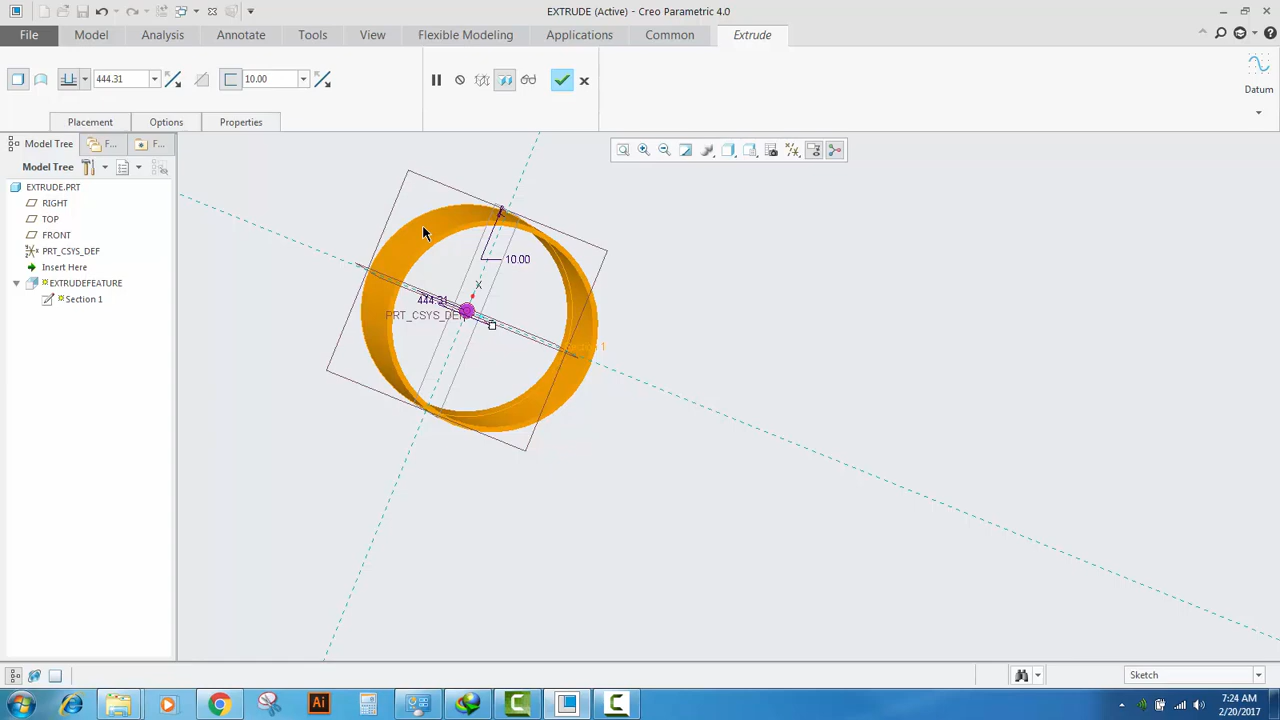 EXTRUDE (Active) - Creo Parametric 4.0
File
Model
Analysis
Annotate
Tools
View
Flexible Modeling
Applications
Common
Extrude
444.31
10.00
Datum
Placement
Options
Properties
Model Tree
F...
F...
Model Tree
EXTRUDE.PRT
RIGHT
TOP
FRONT
PRT_CSYS_DEF
Insert Here
EXTRUDEFEATURE
Section 1
10.00
X
444.31
PRT_CSYS_DEF
1
Sketch
Ai
7:24 AM
2/20/2017